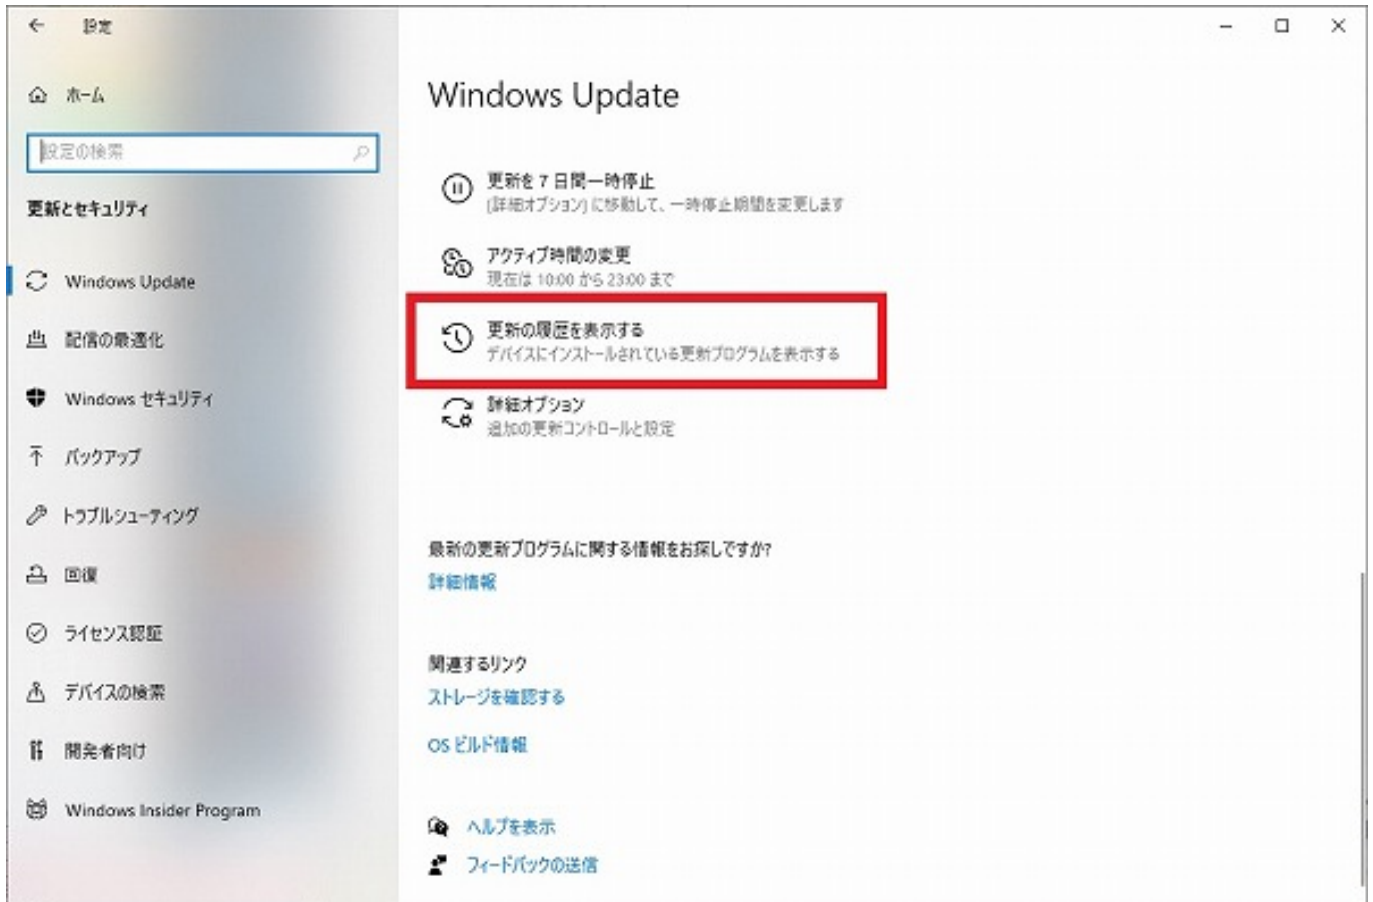 設定
ホーム
設定の検索
更新とセキュリティ
Windows Update
配信の最適化
Windows セキュリティ
バックアップ
トラブルシューティング
回復
ライセンス認証
デバイスの検索
開発者向け
Windows Insider Program
Windows Update
更新を 7 日間一時停止
[詳細オプション] に移動して、一時停止期間を変更します
アクティブ時間の変更
現在は 10:00 から 23:00 まで
更新の履歴を表示する
デバイスにインストールされている更新プログラムを表示する
詳細オプション
追加の更新コントロールと設定
最新の更新プログラムに関する情報をお探しですか?
詳細情報
関連するリンク
ストレージを確認する
OS ビルド情報
ヘルプを表示
フィードバックの送信